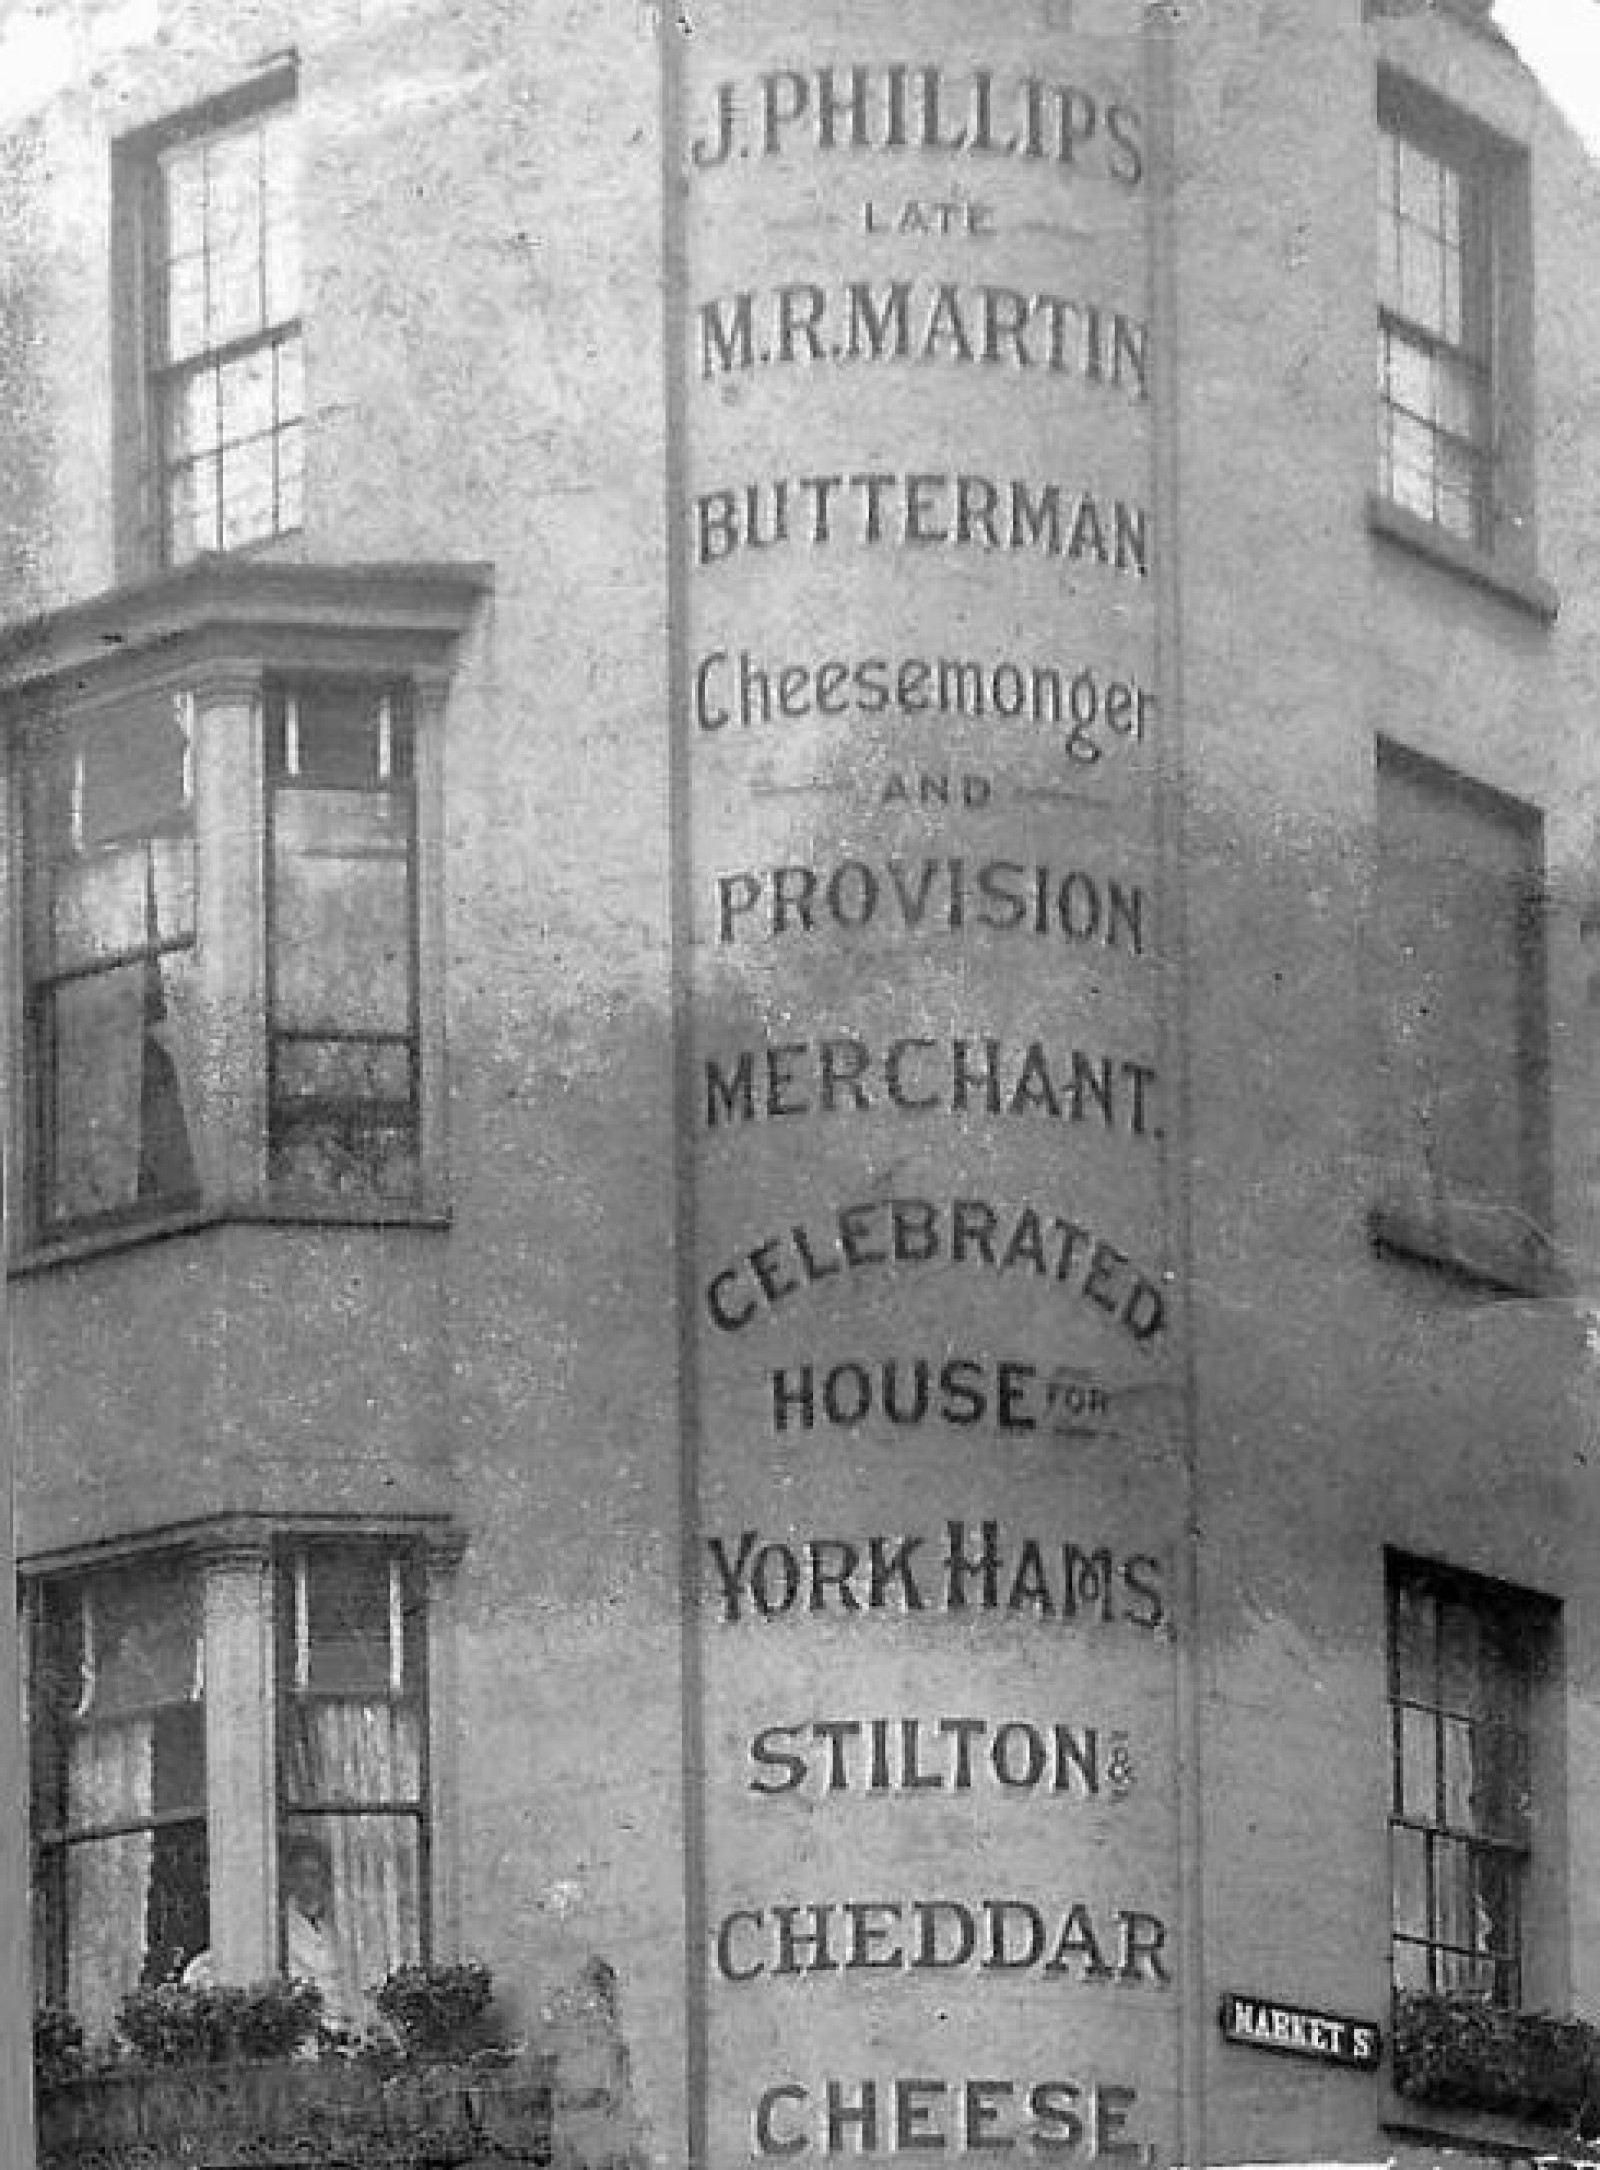 J. PHILLIPS
LATE
M.R. MARTIN
BUTTERMAN
Cheesemonger
AND
PROVISION
MERCHANT.
CELEBRATED
HOUSE FOR
YORK HAMS,
STILTON &
CHEDDAR
CHEESE,
MARKET S